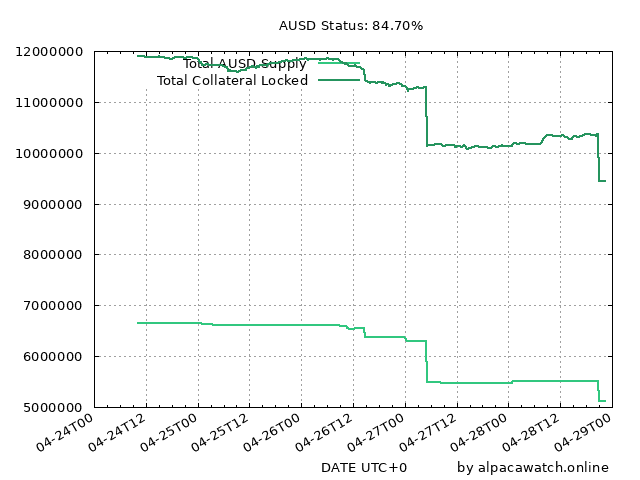 AUSD Status: 84.70%
12000000
Total AUSD Supply
Total Collateral Locked
11000000
10000000
9000000
8000000
7000000
6000000
5000000
04-24T00
04-24T12
04-25T00
04-25T12
04-26T00
04-26T12
04-27T00
04-27T12
04-28T00
04-28T12
04-29T00
DATE UTC+0
by alpacawatch.online